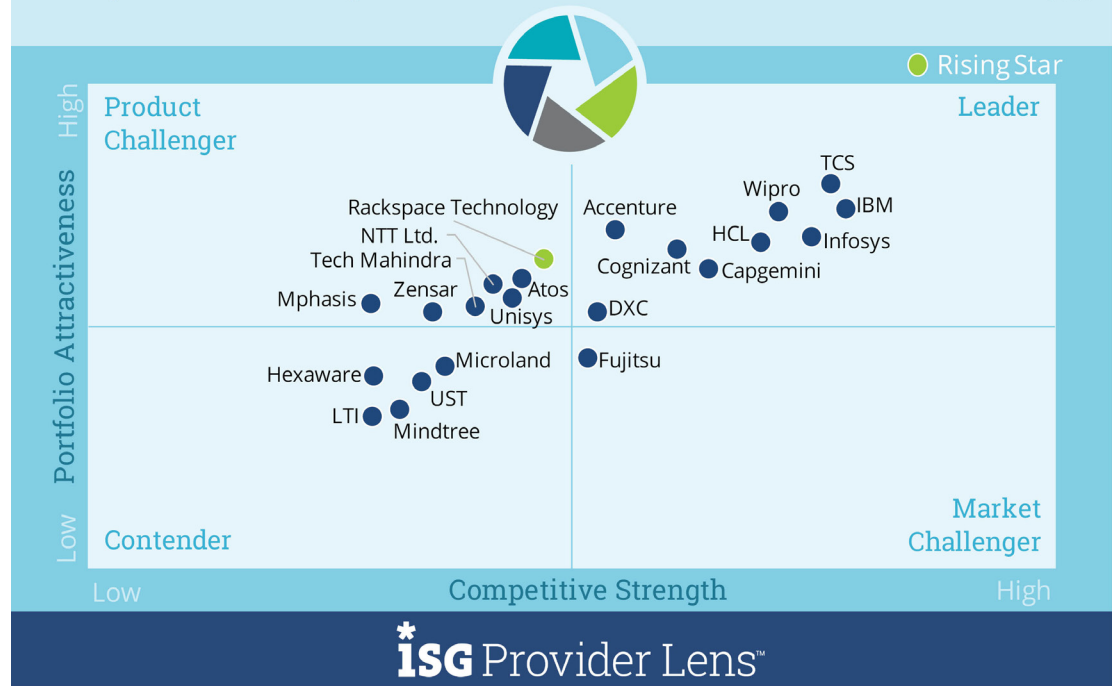 Rising Star
Product
Challenger
Leader
High
Portfolio Attractiveness
Low
TCS
Wipro
IBM
Rackspace Technology
Accenture
NTT Ltd.
HCL
Infosys
Tech Mahindra
Cognizant
Capgemini
Zensar
Atos
Mphasis
Unisys
DXC
Microland
Fujitsu
Hexaware
UST
LTI
Mindtree
Contender
Market
Challenger
Low
Competitive Strength
High
*iSG Provider Lens™